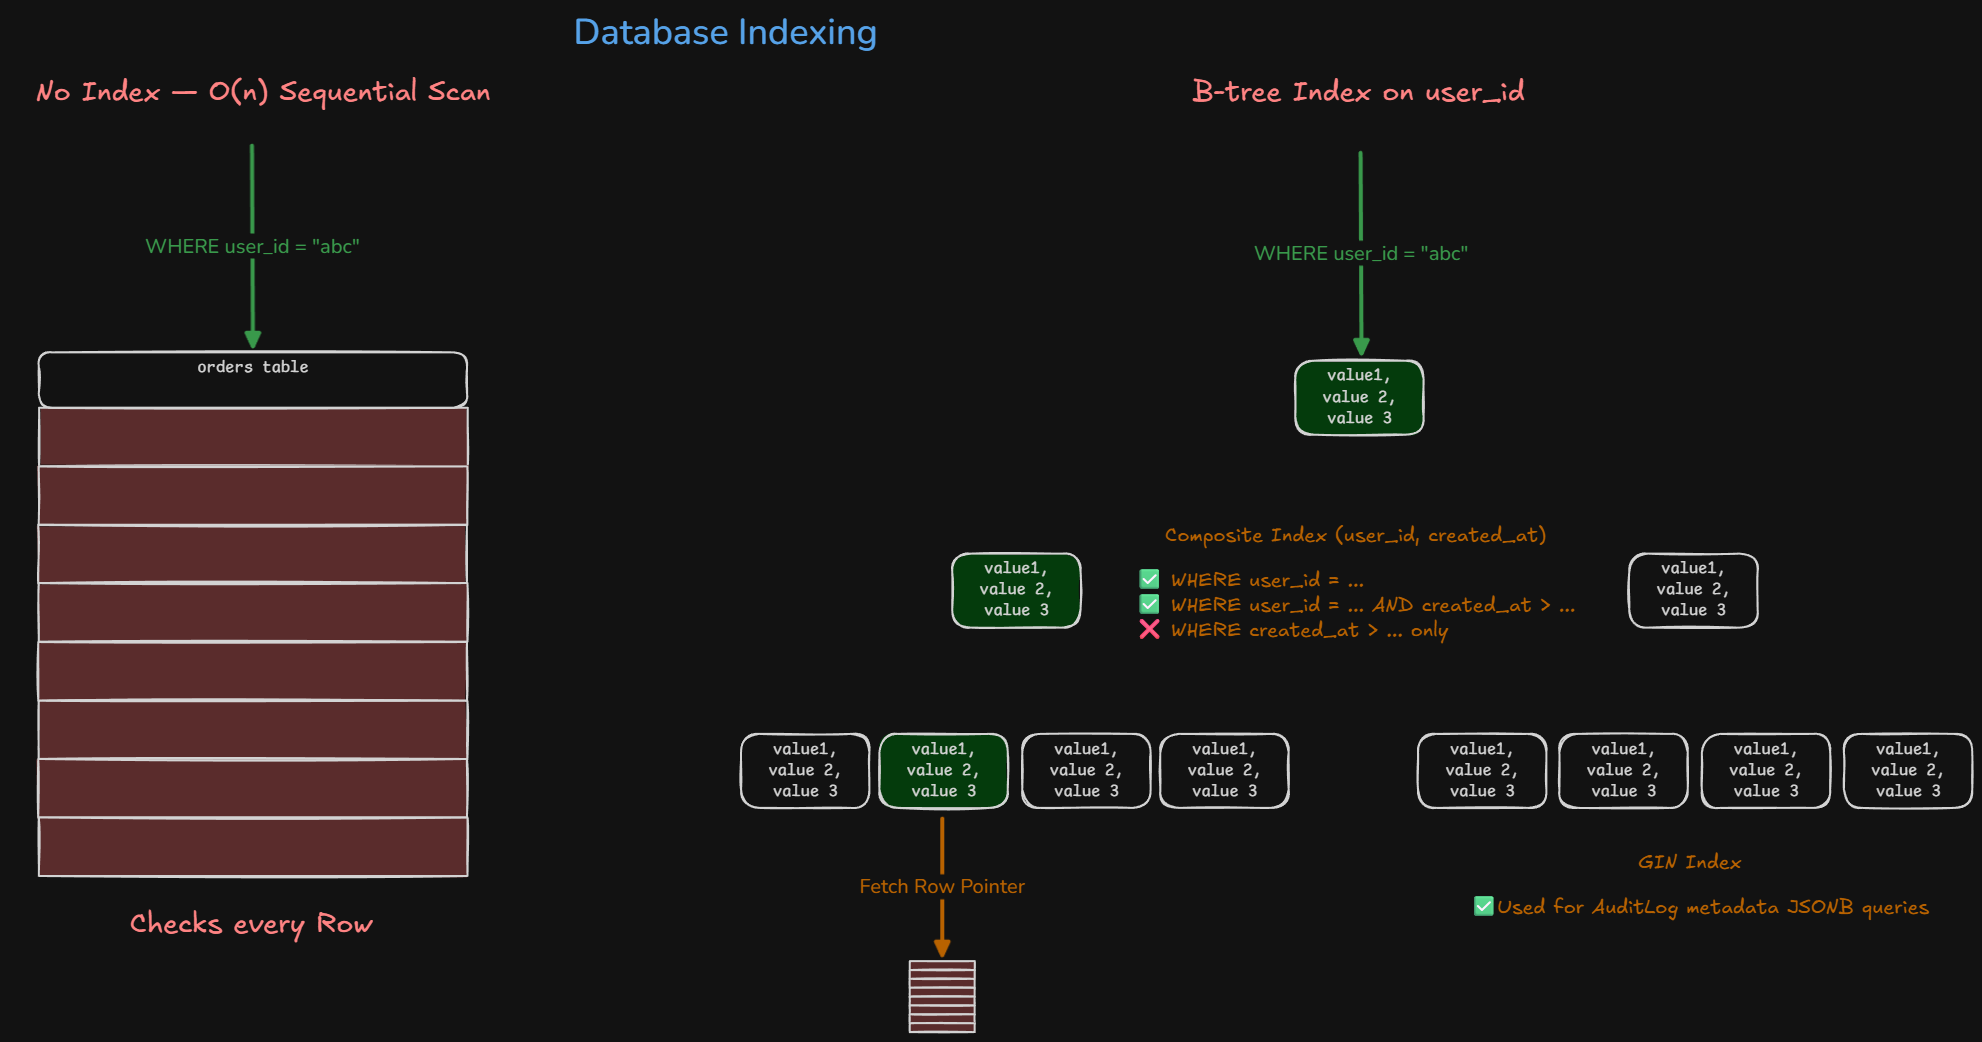 Database Indexing
No Index — O(n) Sequential Scan
WHERE user_id = "abc"
orders table
Checks every Row
B-tree Index on user_id
WHERE user_id = "abc"
value1,
value 2,
value 3
Composite Index (user_id, created_at)
✅ WHERE user_id = ...
✅ WHERE user_id = ... AND created_at > ...
❌ WHERE created_at > ... only
value1,
value 2,
value 3
value1,
value 2,
value 3
value1,
value 2,
value 3
value1,
value 2,
value 3
value1,
value 2,
value 3
value1,
value 2,
value 3
value1,
value 2,
value 3
value1,
value 2,
value 3
value1,
value 2,
value 3
value1,
value 2,
value 3
Fetch Row Pointer
GIN Index
✅ Used for AuditLog metadata JSONB queries